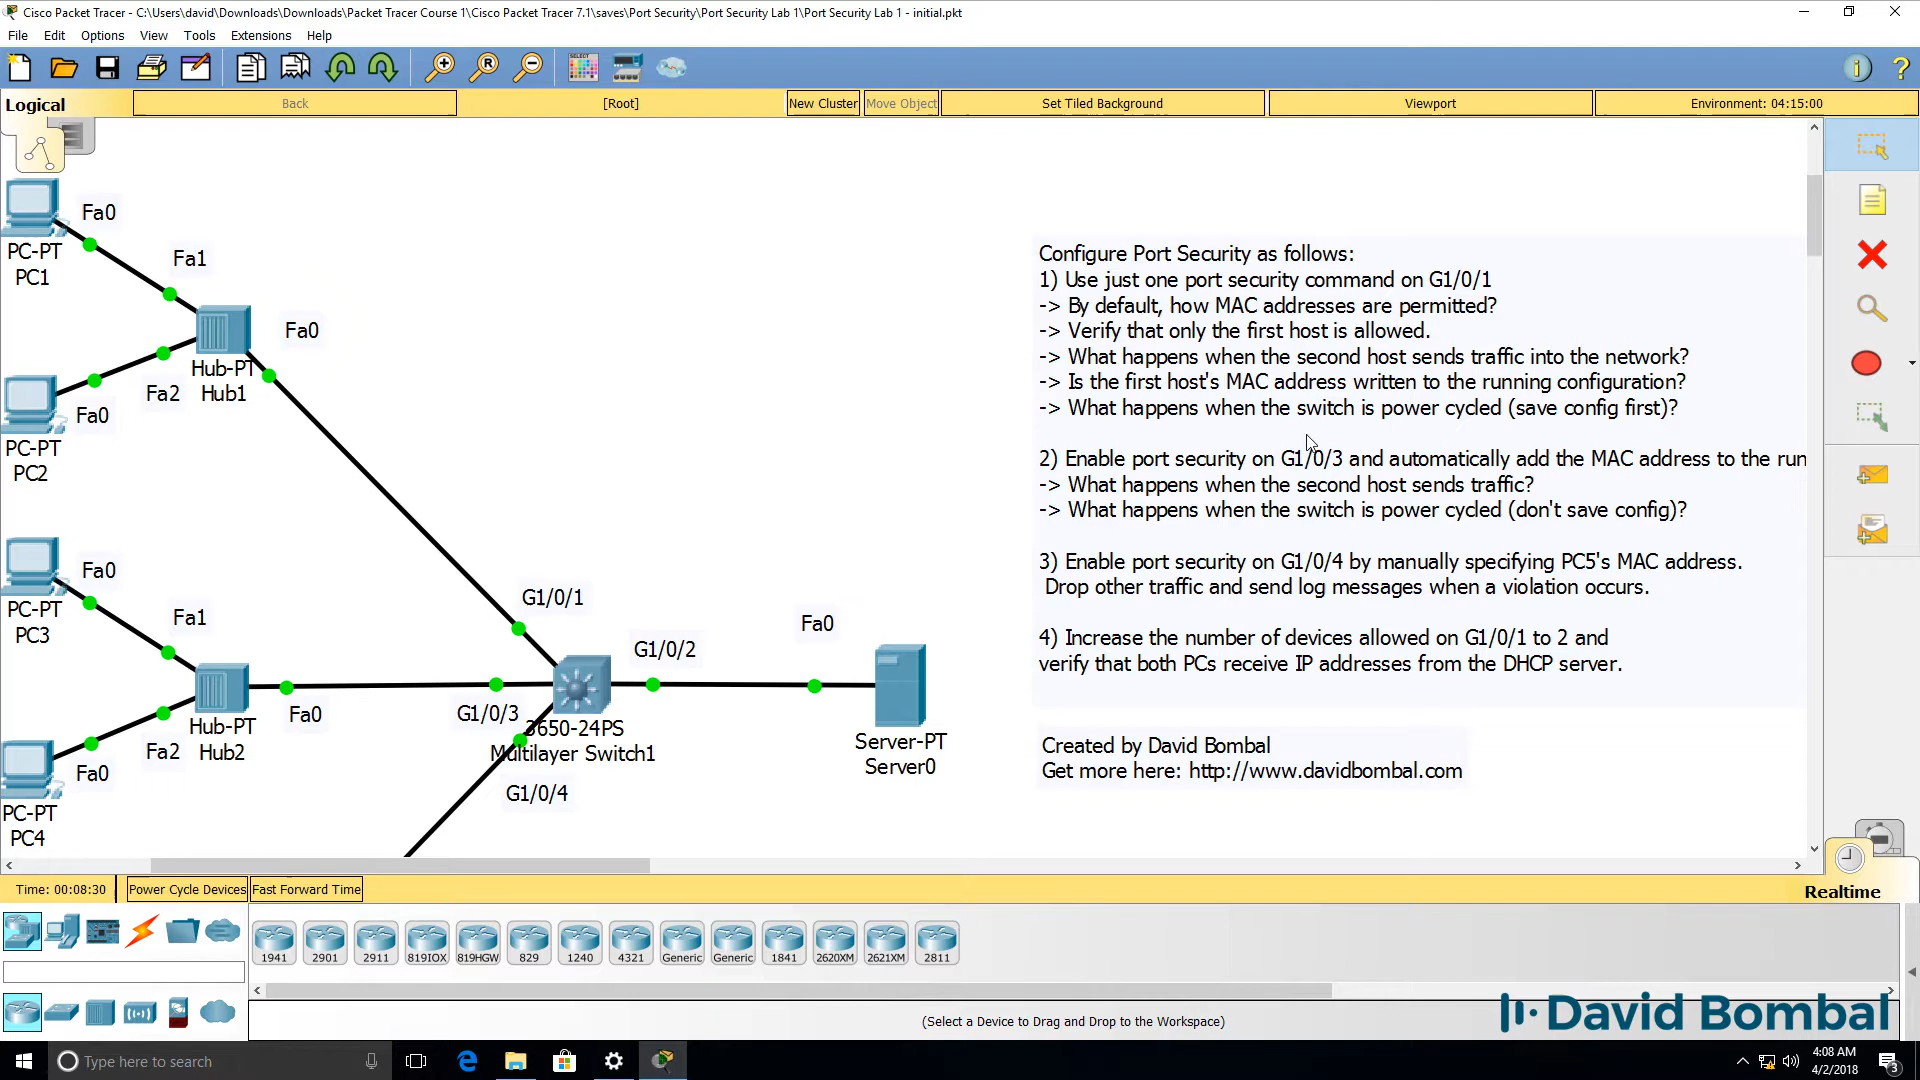 Cisco Packet Tracer - C:\Users\david\Downloads\Downloads\Packet Tracer Course 1\Cisco Packet Tracer 7.1\saves\Port Security\Port Security Lab 1\Port Security Lab 1 - initial.pkt
File Edit Options View Tools Extensions Help
Logical Back [Root] New Cluster Move Object Set Tiled Background Viewport Environment: 04:15:00
Fa0
PC-PT
PC1
Fa1
Fa0
Hub-PT
Hub1
Fa2
Fa0
PC-PT
PC2
Fa0
PC-PT
PC3
Fa1
Fa0
Hub-PT
Hub2
Fa2
Fa0
PC-PT
PC4
G1/0/1
G1/0/2
G1/0/3
3650-24PS
Multilayer Switch1
G1/0/4
Fa0
Server-PT
Server0
Configure Port Security as follows:
1) Use just one port security command on G1/0/1
-> By default, how MAC addresses are permitted?
-> Verify that only the first host is allowed.
-> What happens when the second host sends traffic into the network?
-> Is the first host's MAC address written to the running configuration?
-> What happens when the switch is power cycled (save config first)?
2) Enable port security on G1/0/3 and automatically add the MAC address to the run
-> What happens when the second host sends traffic?
-> What happens when the switch is power cycled (don't save config)?
3) Enable port security on G1/0/4 by manually specifying PC5's MAC address.
Drop other traffic and send log messages when a violation occurs.
4) Increase the number of devices allowed on G1/0/1 to 2 and
verify that both PCs receive IP addresses from the DHCP server.
Created by David Bombal
Get more here: http://www.davidbombal.com
Time: 00:08:30 Power Cycle Devices Fast Forward Time
Realtime
1941 2901 2911 819IOX 819HGW 829 1240 4321 Generic Generic 1841 2620XM 2621XM 2811
(Select a Device to Drag and Drop to the Workspace)
David Bombal
Type here to search
4:08 AM
4/2/2018
3